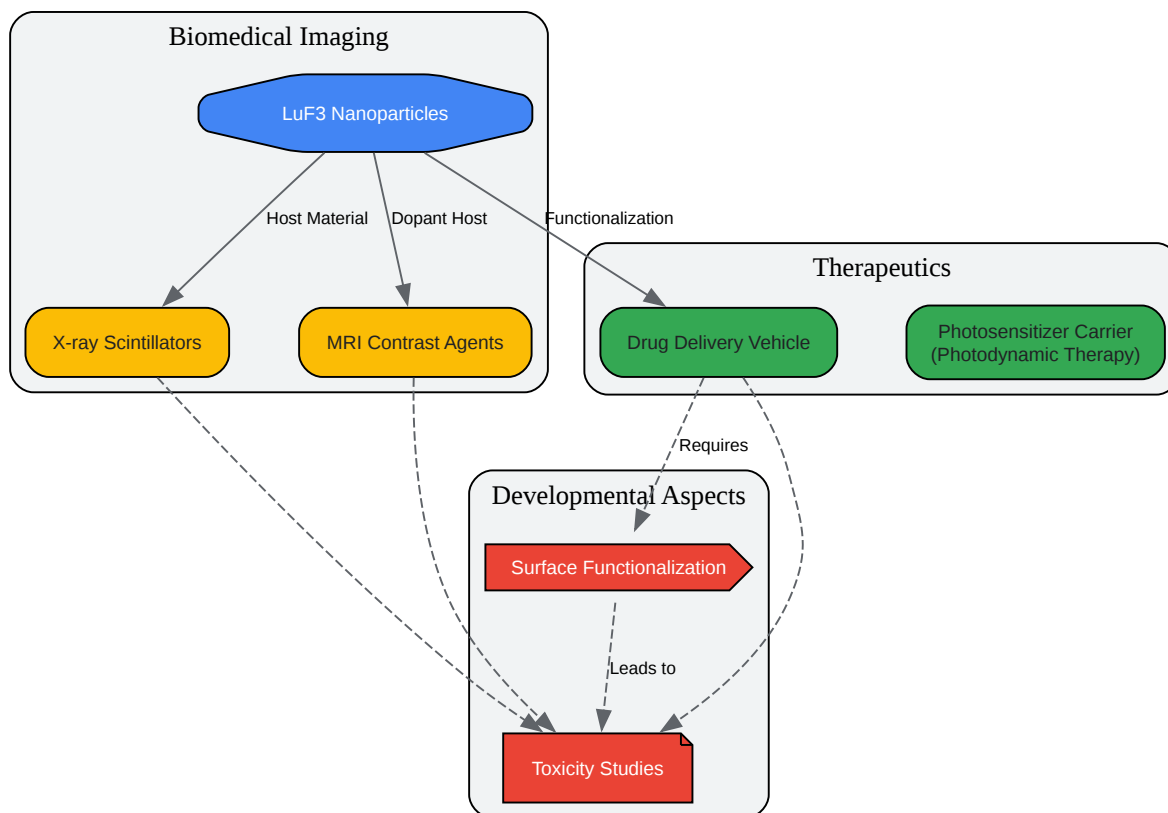 Biomedical Imaging
LuF3 Nanoparticles
Host Material
Dopant Host
Functionalization
Therapeutics
X-ray Scintillators
MRI Contrast Agents
Drug Delivery Vehicle
Photosensitizer Carrier
(Photodynamic Therapy)
Requires
Developmental Aspects
Surface Functionalization
Leads to
Toxicity Studies